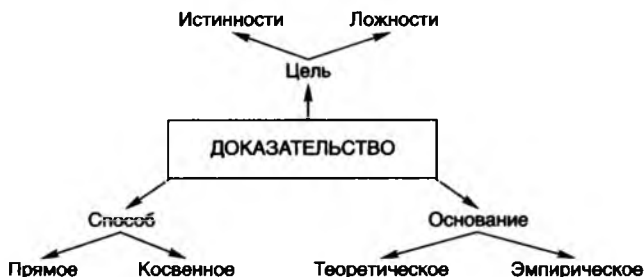 Истинности Ложности
Цель
ДОКАЗАТЕЛЬСТВО
Способ Основание
Прямое Косвенное Теоретическое Эмпирическое